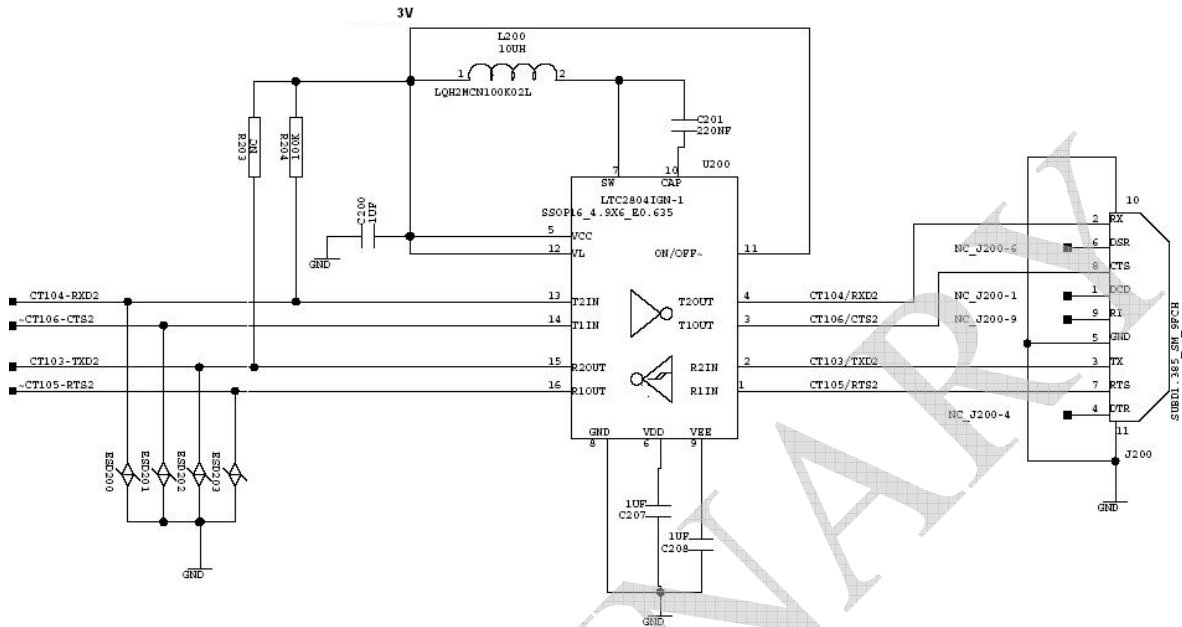 3V
L200
10UH
1
2
LQH2MCN100K02L
C201
220NF
R203
NC
R204
100K
U200
7
10
SW
CAP
LTC2804IGN-1
SSOP16_4.9X6_E0.635
C200
1UF
GND
5
VCC
12
VL
ON/OFF~
11
CT104-RXD2
13
T2IN
T2OUT
4
CT104/RXD2
~CT106-CTS2
14
T1IN
T1OUT
3
CT106/CTS2
CT103-TXD2
15
R2OUT
R2IN
2
CT103/TXD2
~CT105-RTS2
16
R1OUT
R1IN
1
CT105/RTS2
GND
VDD
VEE
8
6
9
ESD200
ESD201
ESD202
ESD203
GND
1UF
C207
1UF
C208
GND
10
2
RX
NC_J200-6
6
DSR
8
CTS
NC_J200-1
1
DCD
NC_J200-9
9
RI
5
GND
3
TX
7
RTS
NC_J200-4
4
DTR
11
J200
SUBD1.385_SM_9FCH
GND